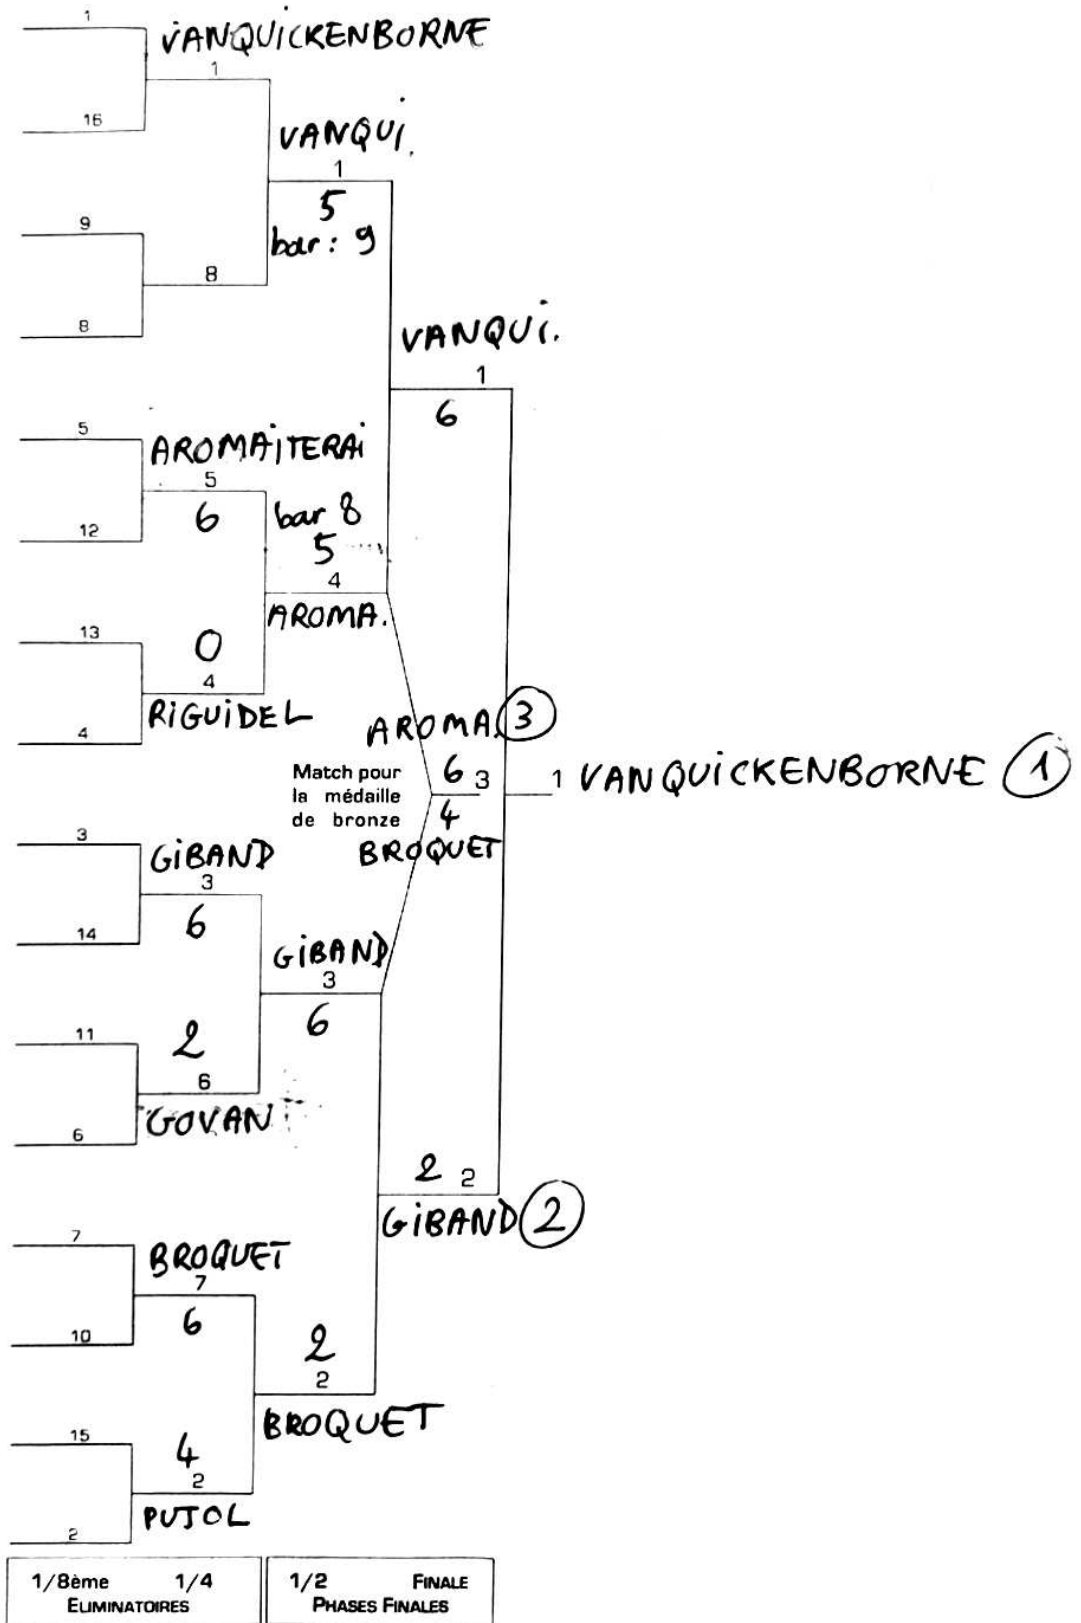 1
VANQUICKENBORNE
1
16
VANQUI.
1
5
bar : 9
9
8
8
VANQUI.
1
6
5
AROMAITERAI
5
6
bar 8
5
12
4
AROMA.
13
0
4
RIGUIDEL
4
AROMA. 3
Match pour
la médaille
de bronze
6 3
4
BROQUET
1 VANQUICKENBORNE 1
3
GIBAND
3
6
14
GIBAND
3
6
11
2
6
GOVAN
6
2 2
GIBAND 2
7
BROQUET
7
6
10
2
2
BROQUET
15
4
2
PUJOL
2
1/8ème 1/4
ELIMINATOIRES
1/2 FINALE
PHASES FINALES